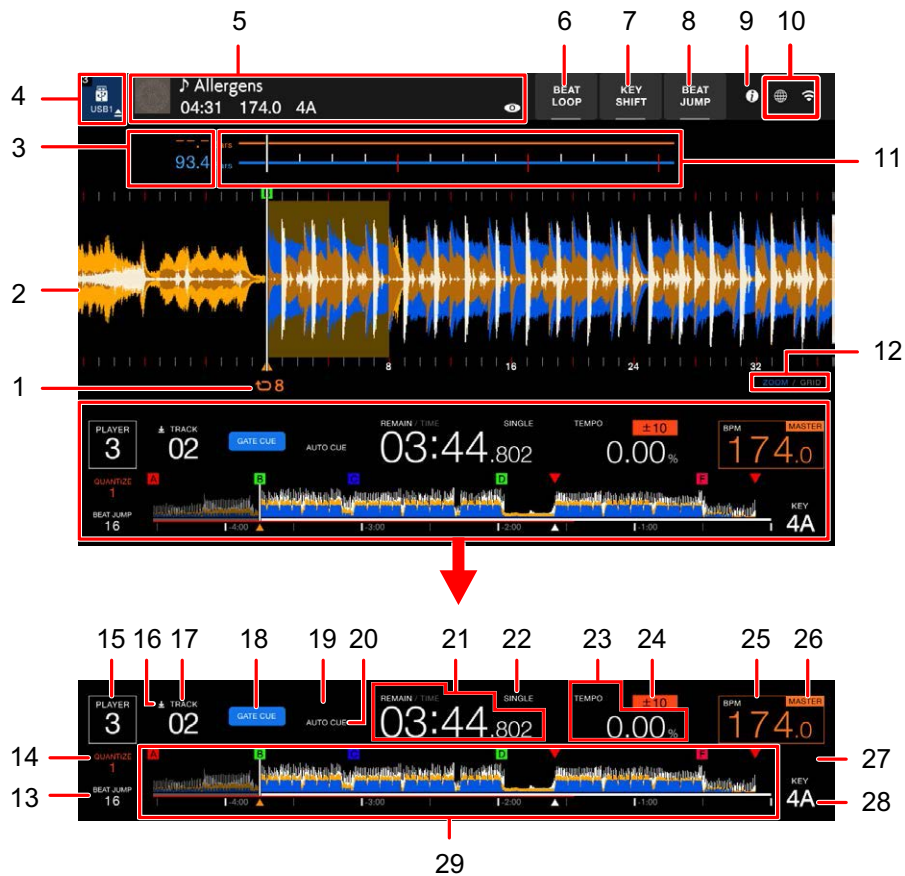 5 6 7 8 9 10
3
USB1
♪ Allergens
04:31 174.0 4A
BEAT LOOP
KEY SHIFT
BEAT JUMP
i
4
3
--.- Bars
93.4 Bars
11
2
8 16 24 32
12
ZOOM / GRID
1
8
PLAYER
3
TRACK
02
GATE CUE
AUTO CUE
REMAIN / TIME
SINGLE
03:44.802
TEMPO
±10
0.00%
BPM
MASTER
174.0
QUANTIZE
1
BEAT JUMP
16
A B C D F
-4:00 -3:00 -2:00 -1:00
KEY
4A
15 16 17 18 19 20 21 22 23 24 25 26
PLAYER
3
TRACK
02
GATE CUE
AUTO CUE
REMAIN / TIME
SINGLE
03:44.802
TEMPO
±10
0.00%
BPM
MASTER
174.0
14
QUANTIZE
1
13
BEAT JUMP
16
A B C D F
-4:00 -3:00 -2:00 -1:00
27
KEY
4A
28
29